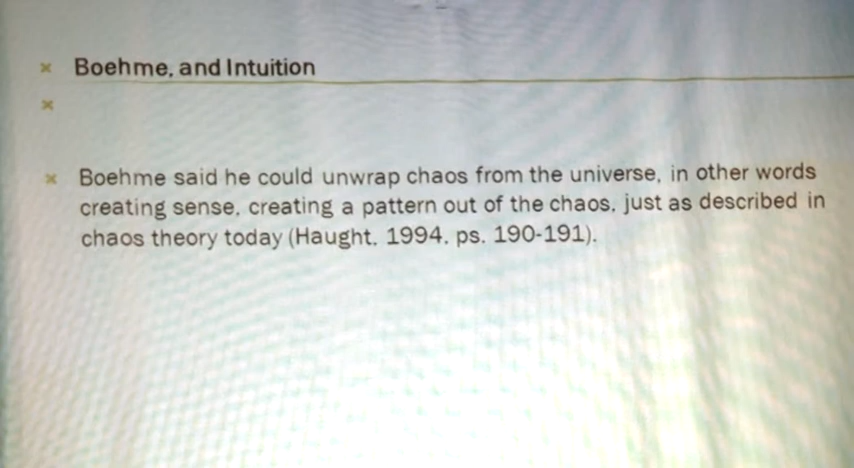 Boehme, and Intuition
Boehme said he could unwrap chaos from the universe, in other words
creating sense, creating a pattern out of the chaos, just as described in
chaos theory today (Haught, 1994, ps. 190-191).